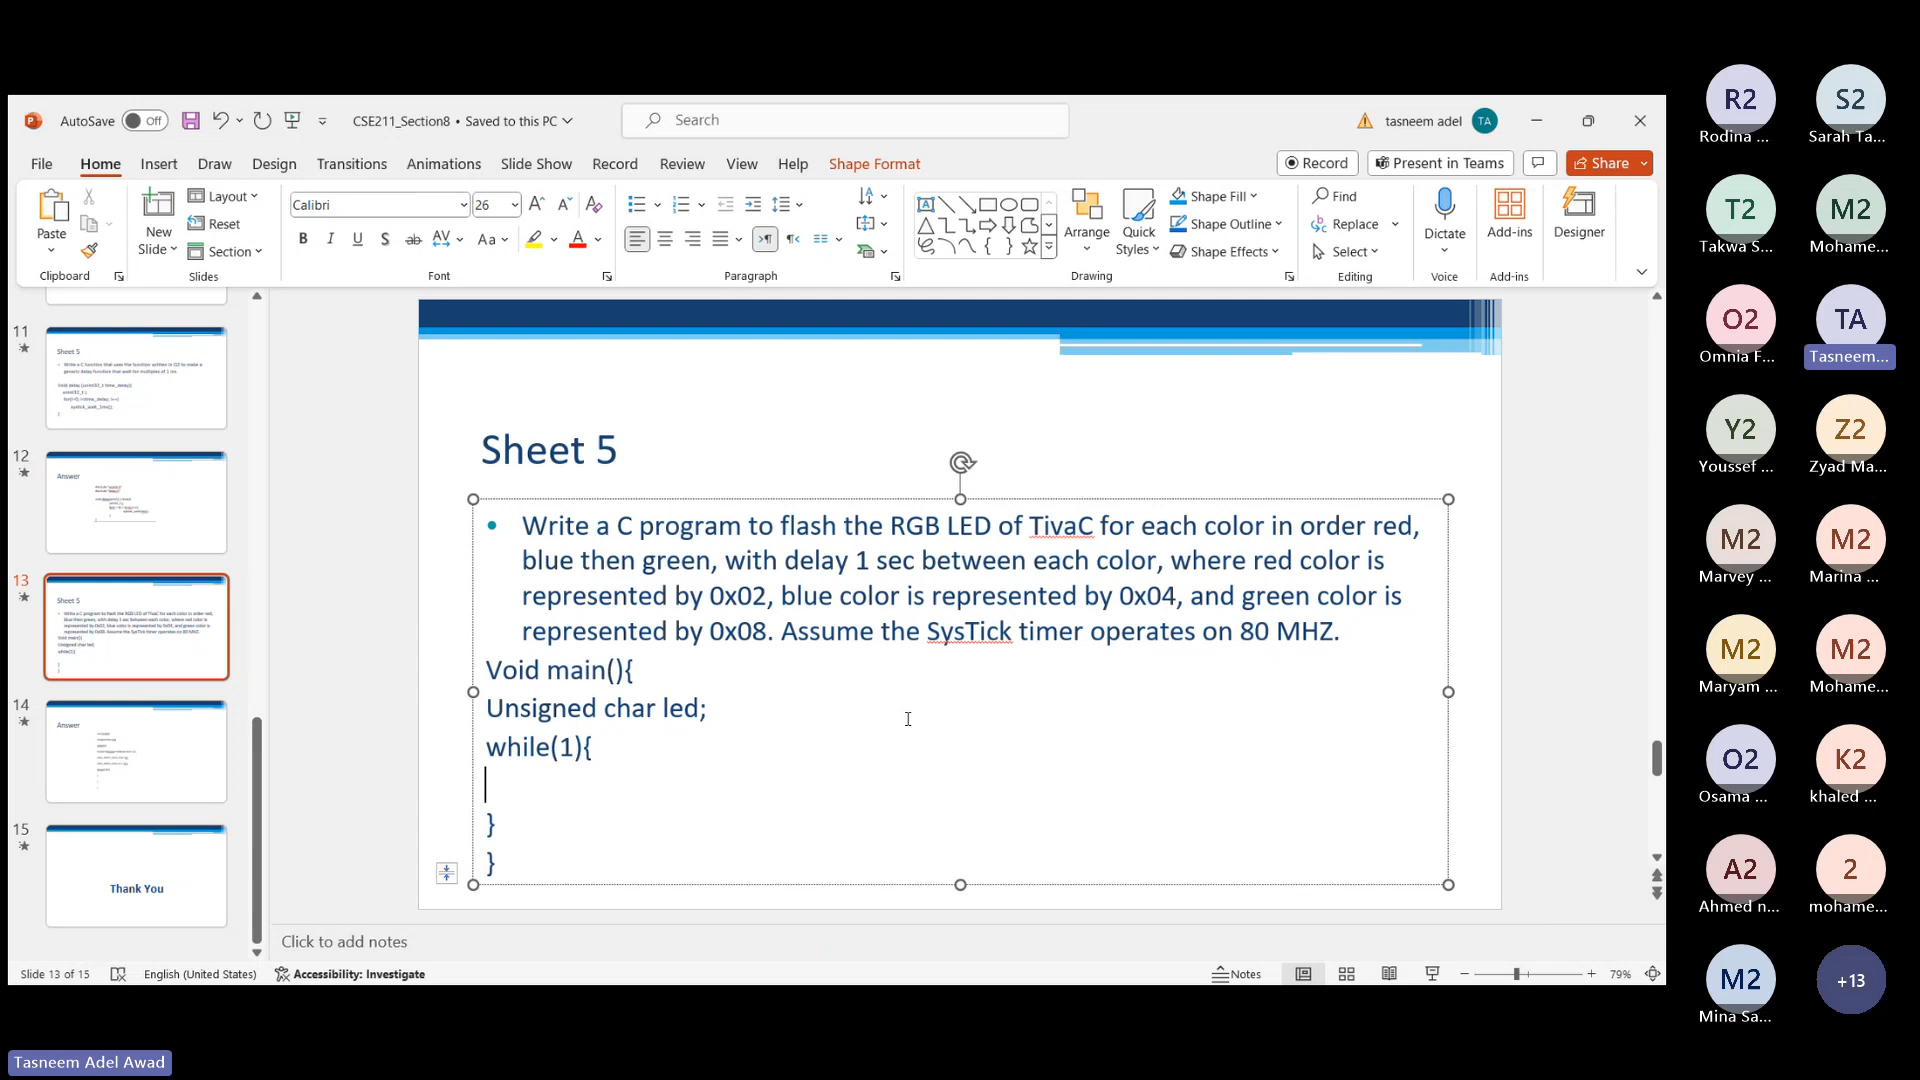 AutoSave Off
CSE211_Section8 • Saved to this PC
Search
tasneem adel TA
File Home Insert Draw Design Transitions Animations Slide Show Record Review View Help Shape Format
Record Present in Teams Share
Paste
Clipboard
New Slide
Layout
Reset
Section
Slides
Calibri 26
B I U S ab AV Aa A
Font
Paragraph
Arrange
Quick Styles
Shape Fill
Shape Outline
Shape Effects
Drawing
Find
Replace
Select
Editing
Dictate
Voice
Add-ins
Add-ins
Designer
11
Sheet 5
12
Answer
13
Sheet 5
14
Answer
15
Thank You
Sheet 5
• Write a C program to flash the RGB LED of TivaC for each color in order red,
blue then green, with delay 1 sec between each color, where red color is
represented by 0x02, blue color is represented by 0x04, and green color is
represented by 0x08. Assume the SysTick timer operates on 80 MHZ.
Void main(){
Unsigned char led;
while(1){
}
}
Click to add notes
Slide 13 of 15 English (United States) Accessibility: Investigate Notes 79%
R2 S2
Rodina ... Sarah Ta...
T2 M2
Takwa S... Mohame...
O2 TA
Omnia F... Tasneem...
Y2 Z2
Youssef ... Zyad Ma...
M2 M2
Marvey ... Marina ...
M2 M2
Maryam ... Mohame...
O2 K2
Osama ... khaled ...
A2 2
Ahmed n... mohame...
M2 +13
Mina Sa...
Tasneem Adel Awad